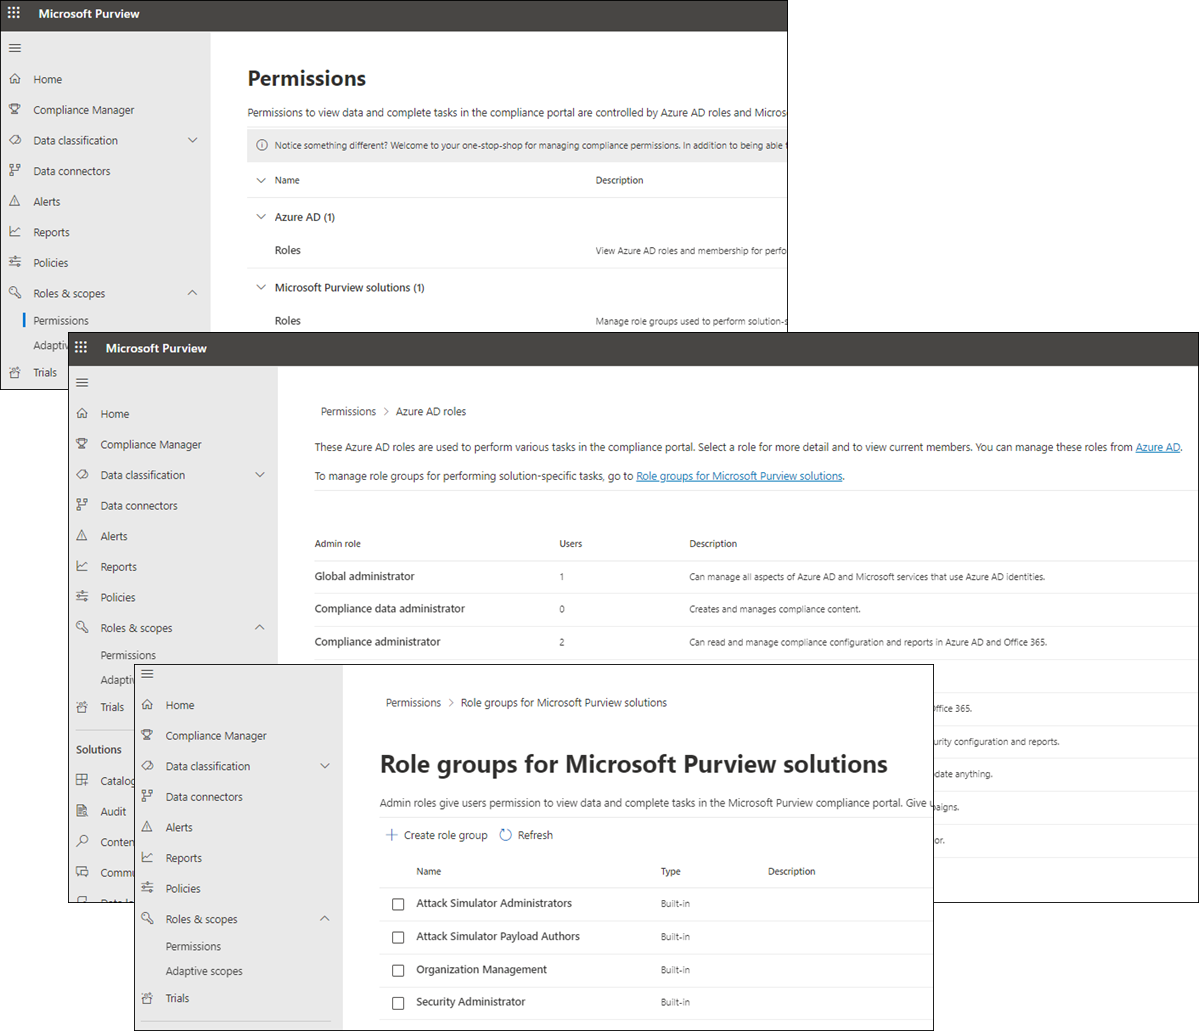 Microsoft Purview
Home
Compliance Manager
Data classification
Data connectors
Alerts
Reports
Policies
Roles & scopes
Permissions
Adaptiv
Trials
Permissions
Permissions to view data and complete tasks in the compliance portal are controlled by Azure AD roles and Micros
Notice something different? Welcome to your one-stop-shop for managing compliance permissions. In addition to being able
Name Description
Azure AD (1)
Roles View Azure AD roles and membership for perfo
Microsoft Purview solutions (1)
Roles Manage role groups used to perform solution-s
Microsoft Purview
Home
Compliance Manager
Data classification
Data connectors
Alerts
Reports
Policies
Roles & scopes
Permissions
Adaptiv
Trials
Solutions
Catalog
Audit
Conten
Commu
Permissions > Azure AD roles
These Azure AD roles are used to perform various tasks in the compliance portal. Select a role for more detail and to view current members. You can manage these roles from Azure AD.
To manage role groups for performing solution-specific tasks, go to Role groups for Microsoft Purview solutions.
Admin role Users Description
Global administrator 1 Can manage all aspects of Azure AD and Microsoft services that use Azure AD identities.
Compliance data administrator 0 Creates and manages compliance content.
Compliance administrator 2 Can read and manage compliance configuration and reports in Azure AD and Office 365.
ffice 365.
urity configuration and reports.
date anything.
aigns.
or.
Home
Compliance Manager
Data classification
Data connectors
Alerts
Reports
Policies
Roles & scopes
Permissions
Adaptive scopes
Trials
Permissions > Role groups for Microsoft Purview solutions
Role groups for Microsoft Purview solutions
Admin roles give users permission to view data and complete tasks in the Microsoft Purview compliance portal. Give u
Create role group Refresh
Name Type Description
Attack Simulator Administrators Built-in
Attack Simulator Payload Authors Built-in
Organization Management Built-in
Security Administrator Built-in